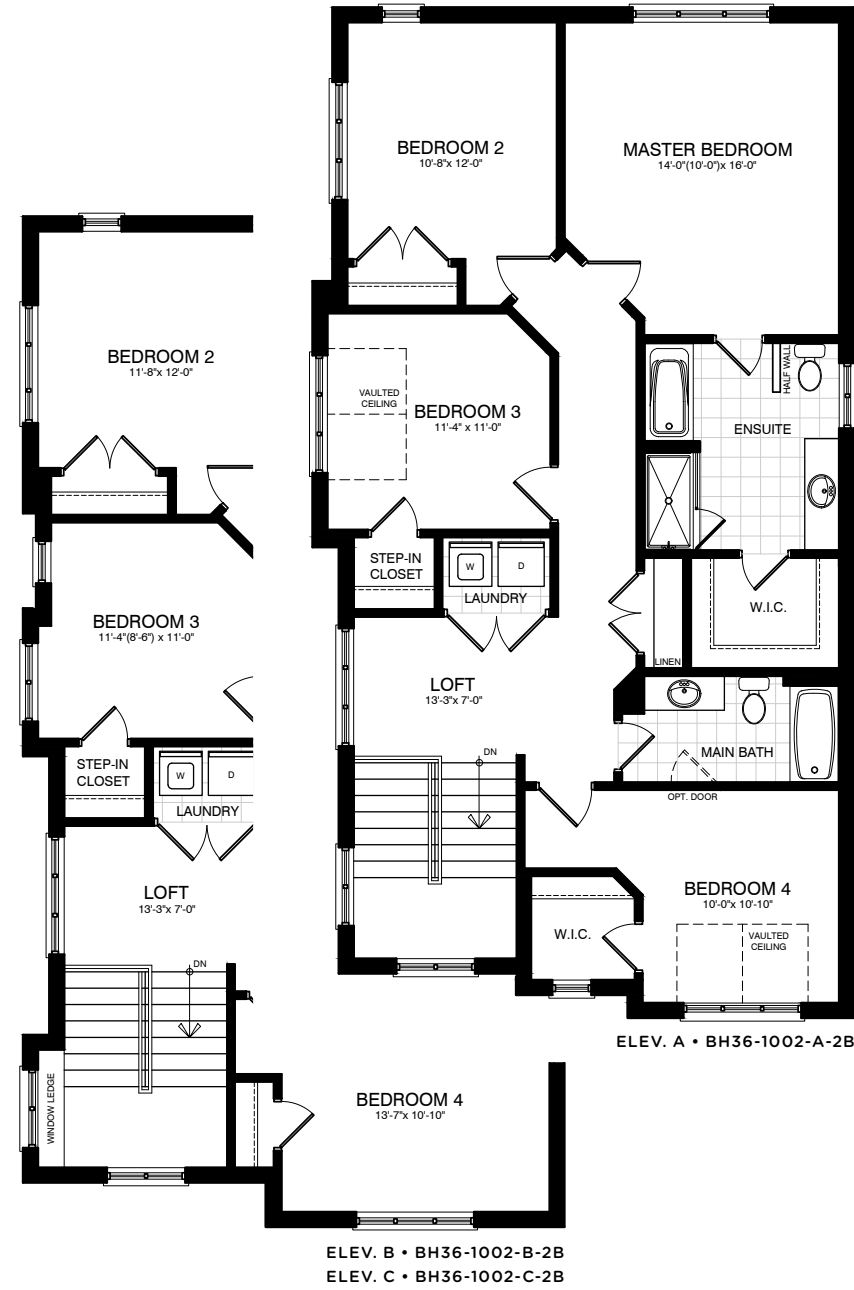 BEDROOM 2
10'-8"x 12'-0"
MASTER BEDROOM
14'-0"(10'-0")x 16'-0"
VAULTED
CEILING
BEDROOM 3
11'-4" x 11'-0"
HALF WALL
ENSUITE
STEP-IN
CLOSET
W
D
LAUNDRY
W.I.C.
LINEN
LOFT
13'-3"x 7'-0"
DN
MAIN BATH
OPT. DOOR
BEDROOM 4
10'-0"x 10'-10"
W.I.C.
VAULTED
CEILING
ELEV. A • BH36-1002-A-2B
BEDROOM 2
11'-8"x 12'-0"
BEDROOM 3
11'-4"(8'-6") x 11'-0"
STEP-IN
CLOSET
W
D
LAUNDRY
LOFT
13'-3"x 7'-0"
DN
WINDOW LEDGE
BEDROOM 4
13'-7"x 10'-10"
ELEV. B • BH36-1002-B-2B
ELEV. C • BH36-1002-C-2B